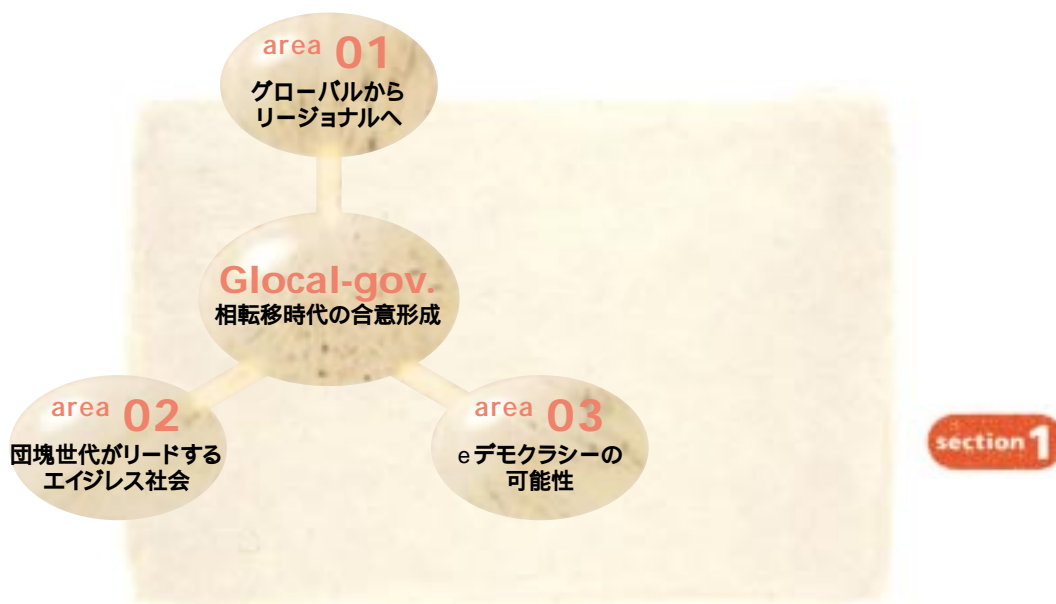 area 01
グローバルから
リージョナルへ
Glocal-gov.
相転移時代の合意形成
area 02
団塊世代がリードする
エイジレス社会
area 03
eデモクラシーの
可能性
section 1